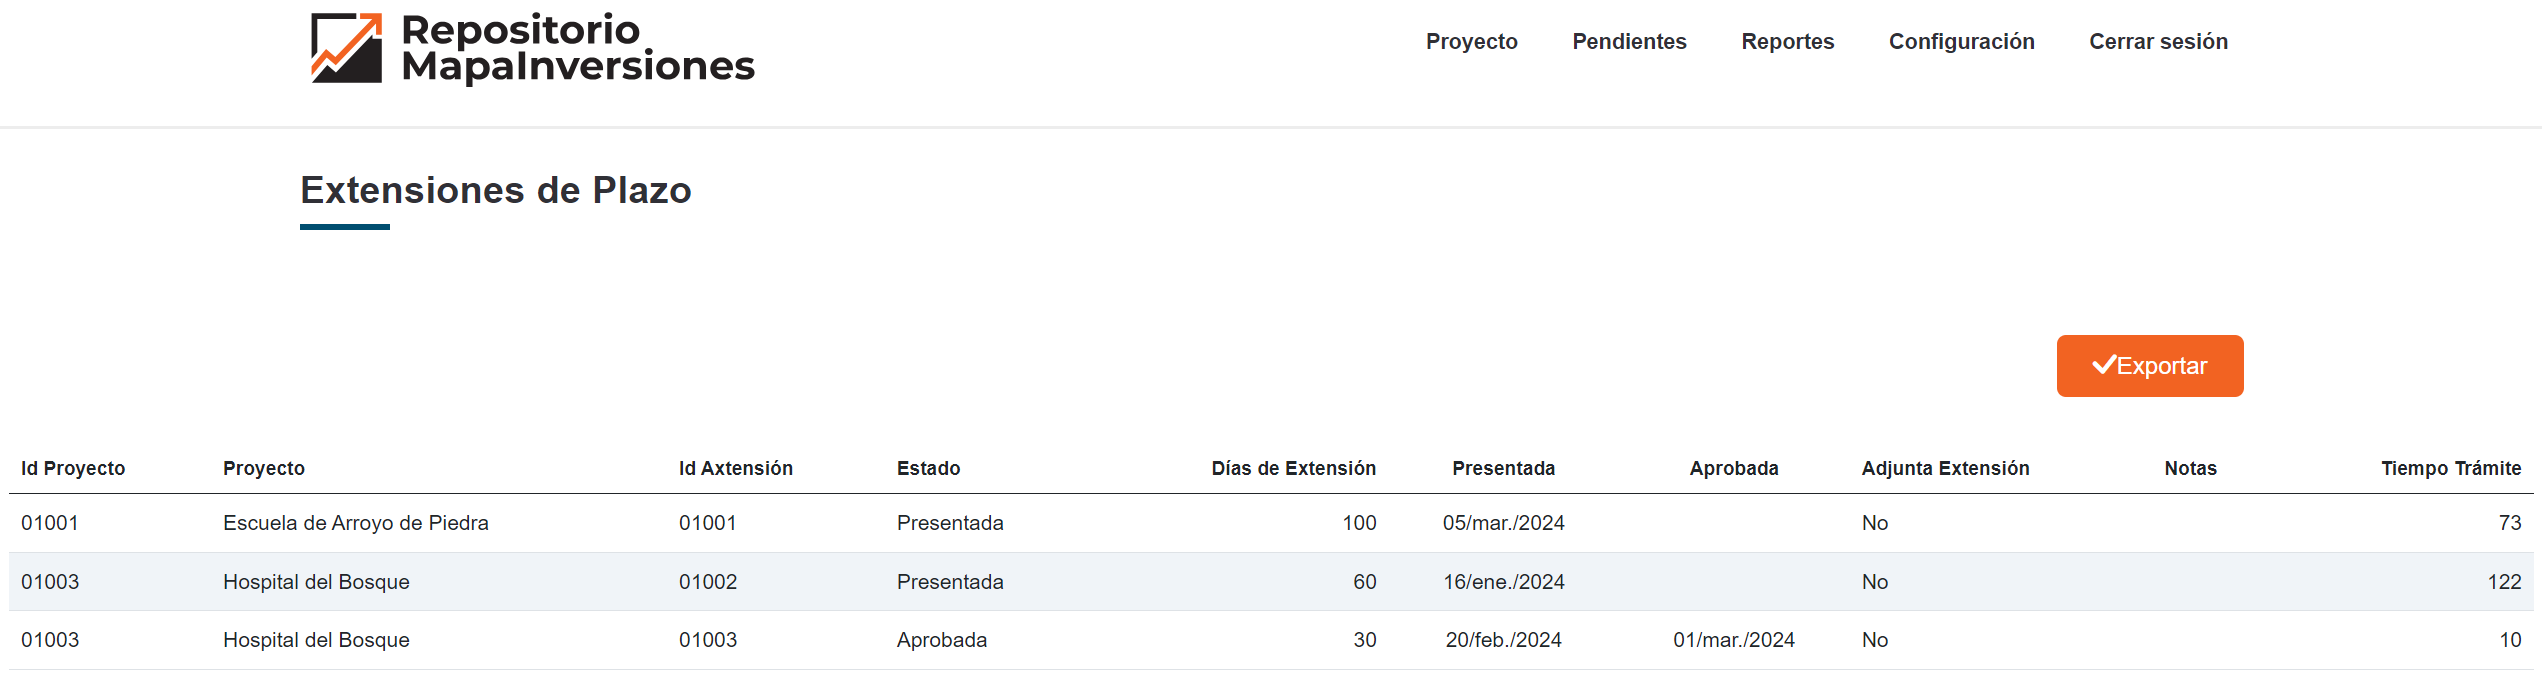 Repositorio
MapaInversiones
Proyecto Pendientes Reportes Configuración Cerrar sesión
Extensiones de Plazo
Exportar
Id Proyecto Proyecto Id Axtensión Estado Días de Extensión Presentada Aprobada Adjunta Extensión Notas Tiempo Trámite
01001 Escuela de Arroyo de Piedra 01001 Presentada 100 05/mar./2024 No 73
01003 Hospital del Bosque 01002 Presentada 60 16/ene./2024 No 122
01003 Hospital del Bosque 01003 Aprobada 30 20/feb./2024 01/mar./2024 No 10